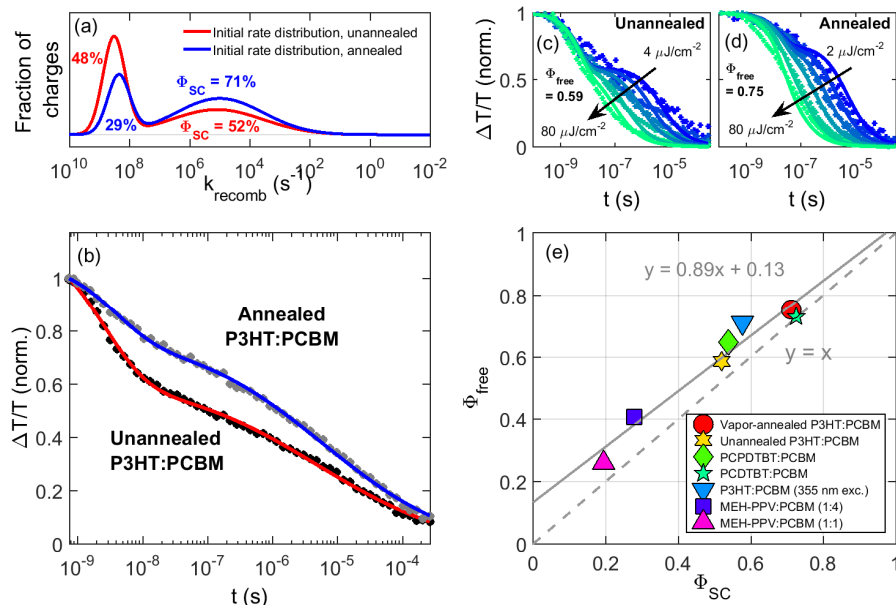 (a)
Initial rate distribution, unannealed
Initial rate distribution, annealed
48%
Φ_SC = 71%
29%
Φ_SC = 52%
Fraction of
charges
10^10 10^8 10^6 10^4 10^2 10^0 10^-2
k_recomb (s^-1)
Unannealed
Annealed
(c)
4 μJ/cm^-2
Φ_free
= 0.59
80 μJ/cm^-2
(d)
2 μJ/cm^-2
Φ_free
= 0.75
80 μJ/cm^-2
ΔT/T (norm.)
1
0.5
0
10^-9 10^-7 10^-5
10^-9 10^-7 10^-5
t (s)
t (s)
(b)
Annealed
P3HT:PCBM
Unannealed
P3HT:PCBM
ΔT/T (norm.)
1
0.8
0.6
0.4
0.2
0
10^-9 10^-8 10^-7 10^-6 10^-5 10^-4
t (s)
(e)
y = 0.89x + 0.13
y = x
Φ_free
1
0.8
0.6
0.4
0.2
0
Vapor-annealed P3HT:PCBM
Unannealed P3HT:PCBM
PCPDTBT:PCBM
PCDTBT:PCBM
P3HT:PCBM (355 nm exc.)
MEH-PPV:PCBM (1:4)
MEH-PPV:PCBM (1:1)
0 0.2 0.4 0.6 0.8 1
Φ_SC